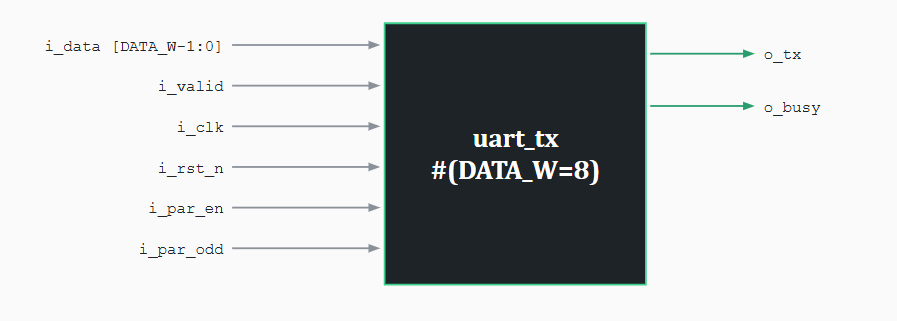 i_data [DATA_W-1:0]
i_valid
i_clk
i_rst_n
i_par_en
i_par_odd
uart_tx
#(DATA_W=8)
o_tx
o_busy